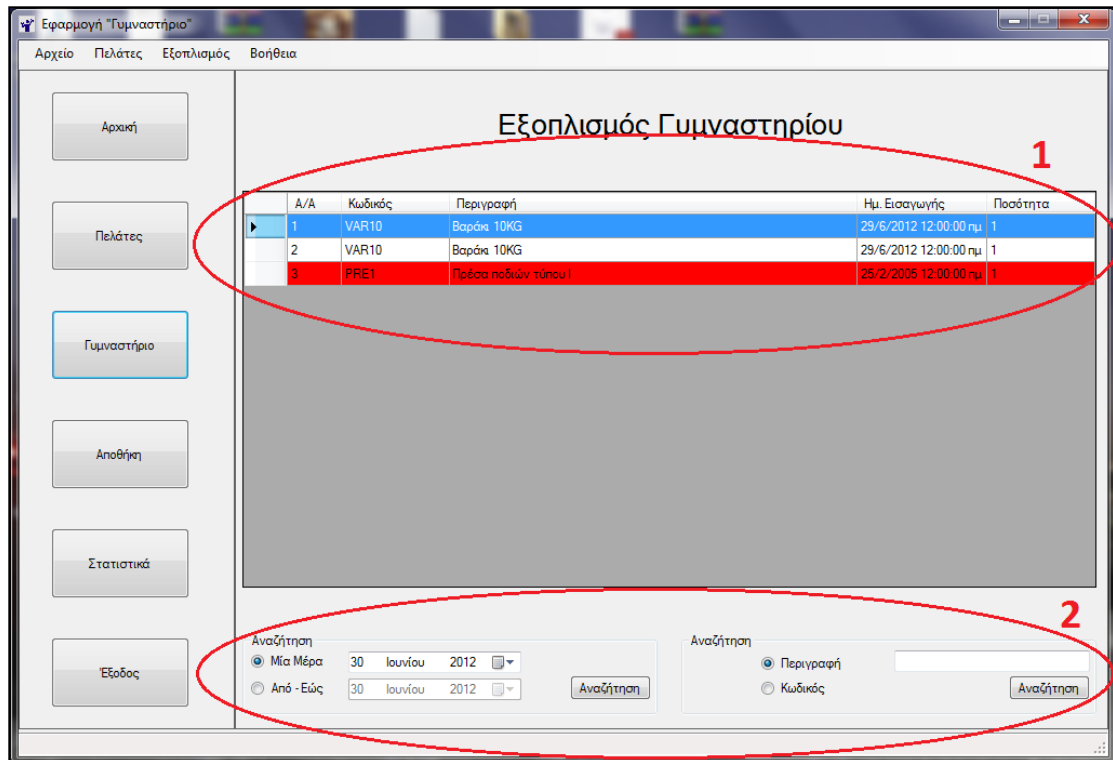 Εφαρμογή "Γυμναστήριο"
Αρχείο Πελάτες Εξοπλισμός Βοήθεια
Αρχική
Πελάτες
Γυμναστήριο
Αποθήκη
Στατιστικά
Έξοδος
Εξοπλισμός Γυμναστηρίου
1
Α/Α Κωδικός Περιγραφή Ημ. Εισαγωγής Ποσότητα
1 VAR10 Βαράκι 10KG 29/6/2012 12:00:00 πμ 1
2 VAR10 Βαράκι 10KG 29/6/2012 12:00:00 πμ 1
3 PRE1 Πρέσα ποδιών τύπου I 25/2/2005 12:00:00 πμ 1
2
Αναζήτηση
Μία Μέρα 30 Ιουνίου 2012
Από - Εώς 30 Ιουνίου 2012 Αναζήτηση
Αναζήτηση
Περιγραφή
Κωδικός Αναζήτηση